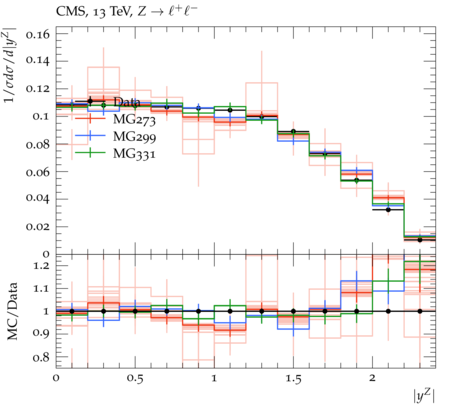 CMS, 13 TeV, Z → ℓ⁺ℓ⁻
1/σdσ/d|y^Z|
0.16
0.14
0.12
0.1
0.08
0.06
0.04
0.02
0
Data
MG273
MG299
MG331
MC/Data
1.2
1.1
1
0.9
0.8
0 0.5 1 1.5 2
|y^Z|